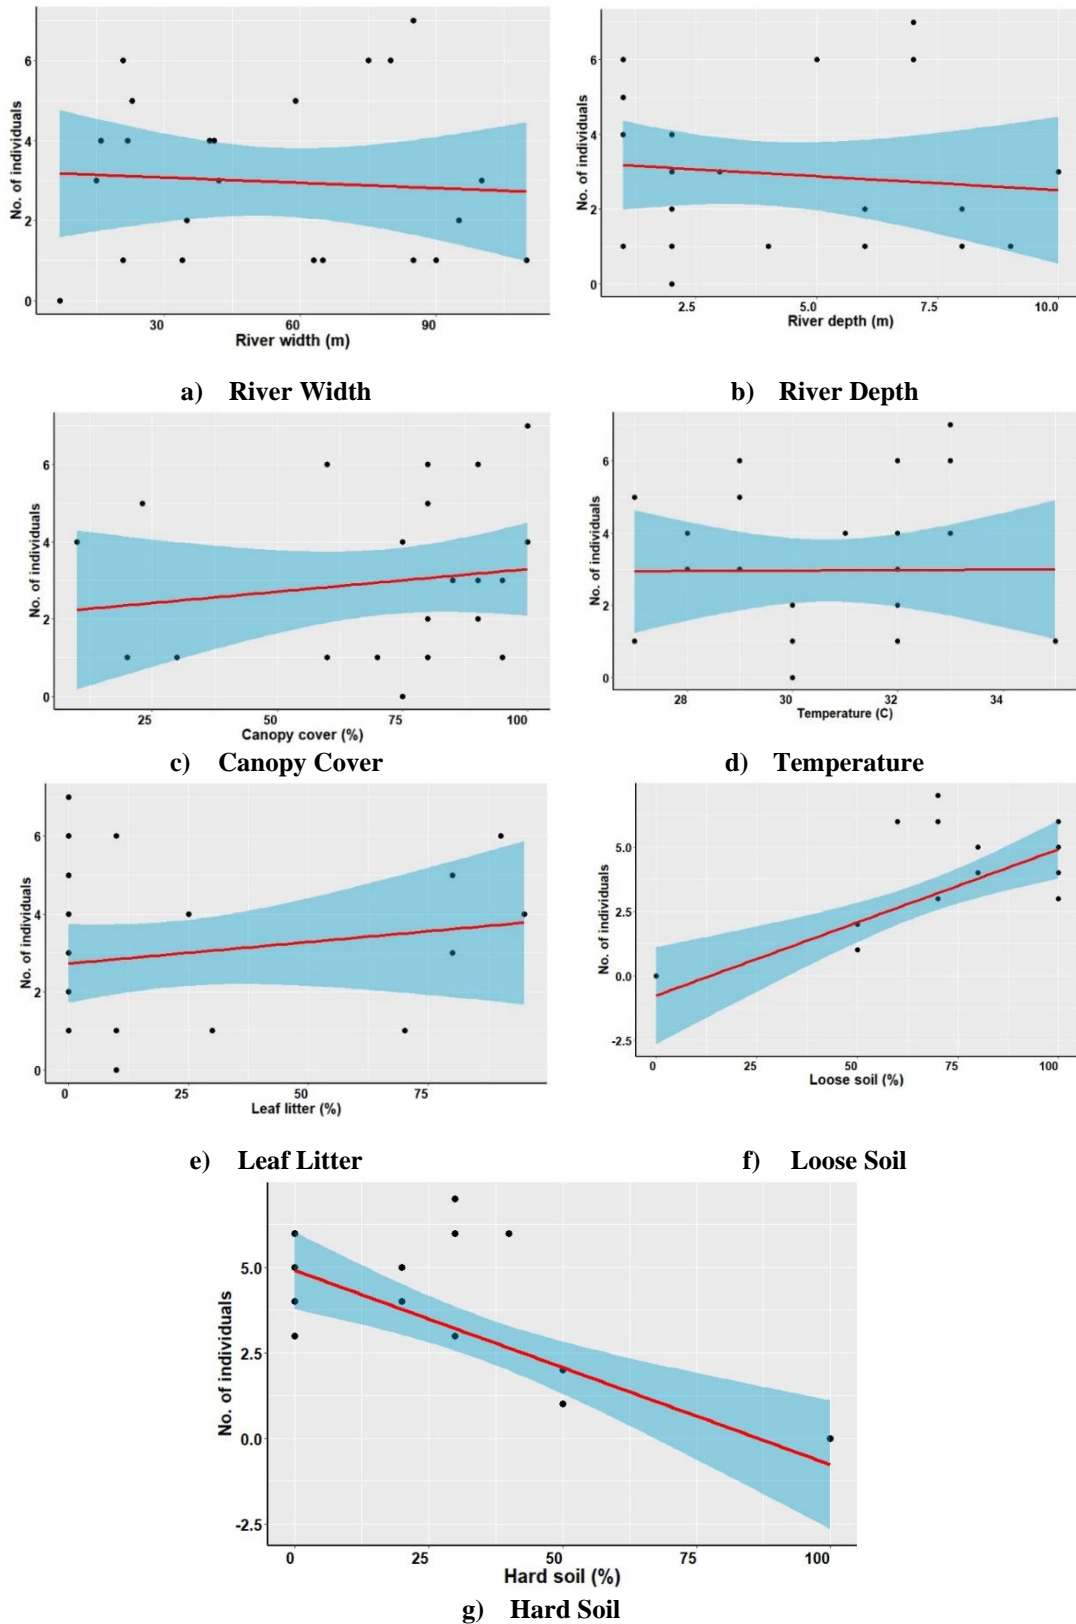 No. of individuals
6
4
2
0
30 60 90
River width (m)
No. of individuals
6
4
2
0
2.5 5.0 7.5 10.0
River depth (m)
a) River Width
b) River Depth
No. of individuals
6
4
2
0
25 50 75 100
Canopy cover (%)
No. of individuals
6
4
2
0
28 30 32 34
Temperature (C)
c) Canopy Cover
d) Temperature
No. of individuals
6
4
2
0
0 25 50 75
Leaf litter (%)
No. of individuals
5.0
2.5
0.0
-2.5
0 25 50 75 100
Loose soil (%)
e) Leaf Litter
f) Loose Soil
No. of individuals
5.0
2.5
0.0
-2.5
0 25 50 75 100
Hard soil (%)
g) Hard Soil